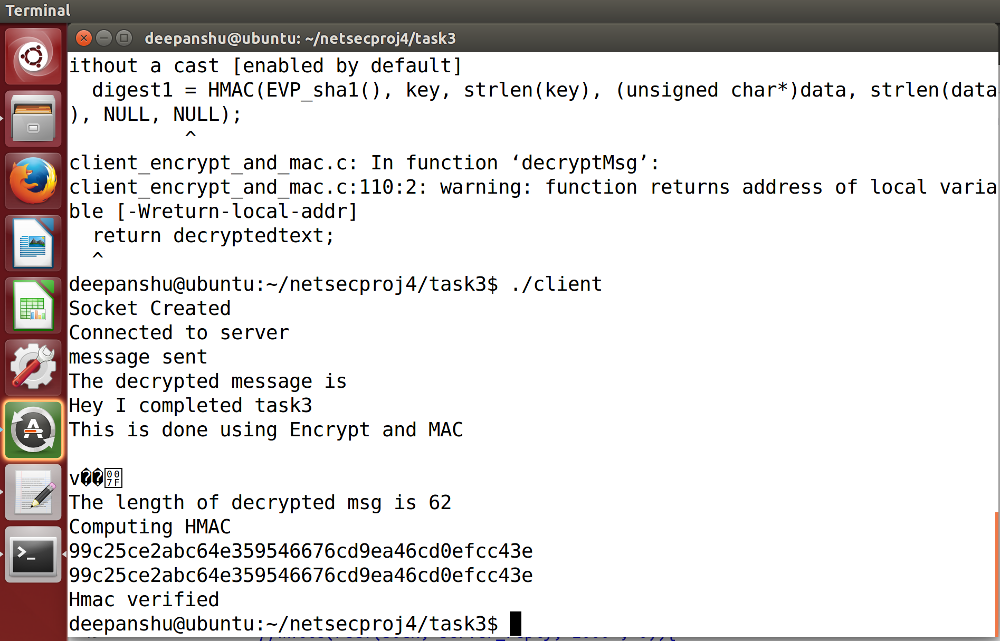 Terminal
deepanshu@ubuntu: ~/netsecproj4/task3
ithout a cast [enabled by default]
  digest1 = HMAC(EVP_sha1(), key, strlen(key), (unsigned char*)data, strlen(data
), NULL, NULL);
          ^
client_encrypt_and_mac.c: In function ‘decryptMsg’:
client_encrypt_and_mac.c:110:2: warning: function returns address of local varia
ble [-Wreturn-local-addr]
  return decryptedtext;
  ^
deepanshu@ubuntu:~/netsecproj4/task3$ ./client
Socket Created
Connected to server
message sent
The decrypted message is
Hey I completed task3
This is done using Encrypt and MAC
v��
The length of decrypted msg is 62
Computing HMAC
99c25ce2abc64e359546676cd9ea46cd0efcc43e
99c25ce2abc64e359546676cd9ea46cd0efcc43e
Hmac verified
deepanshu@ubuntu:~/netsecproj4/task3$